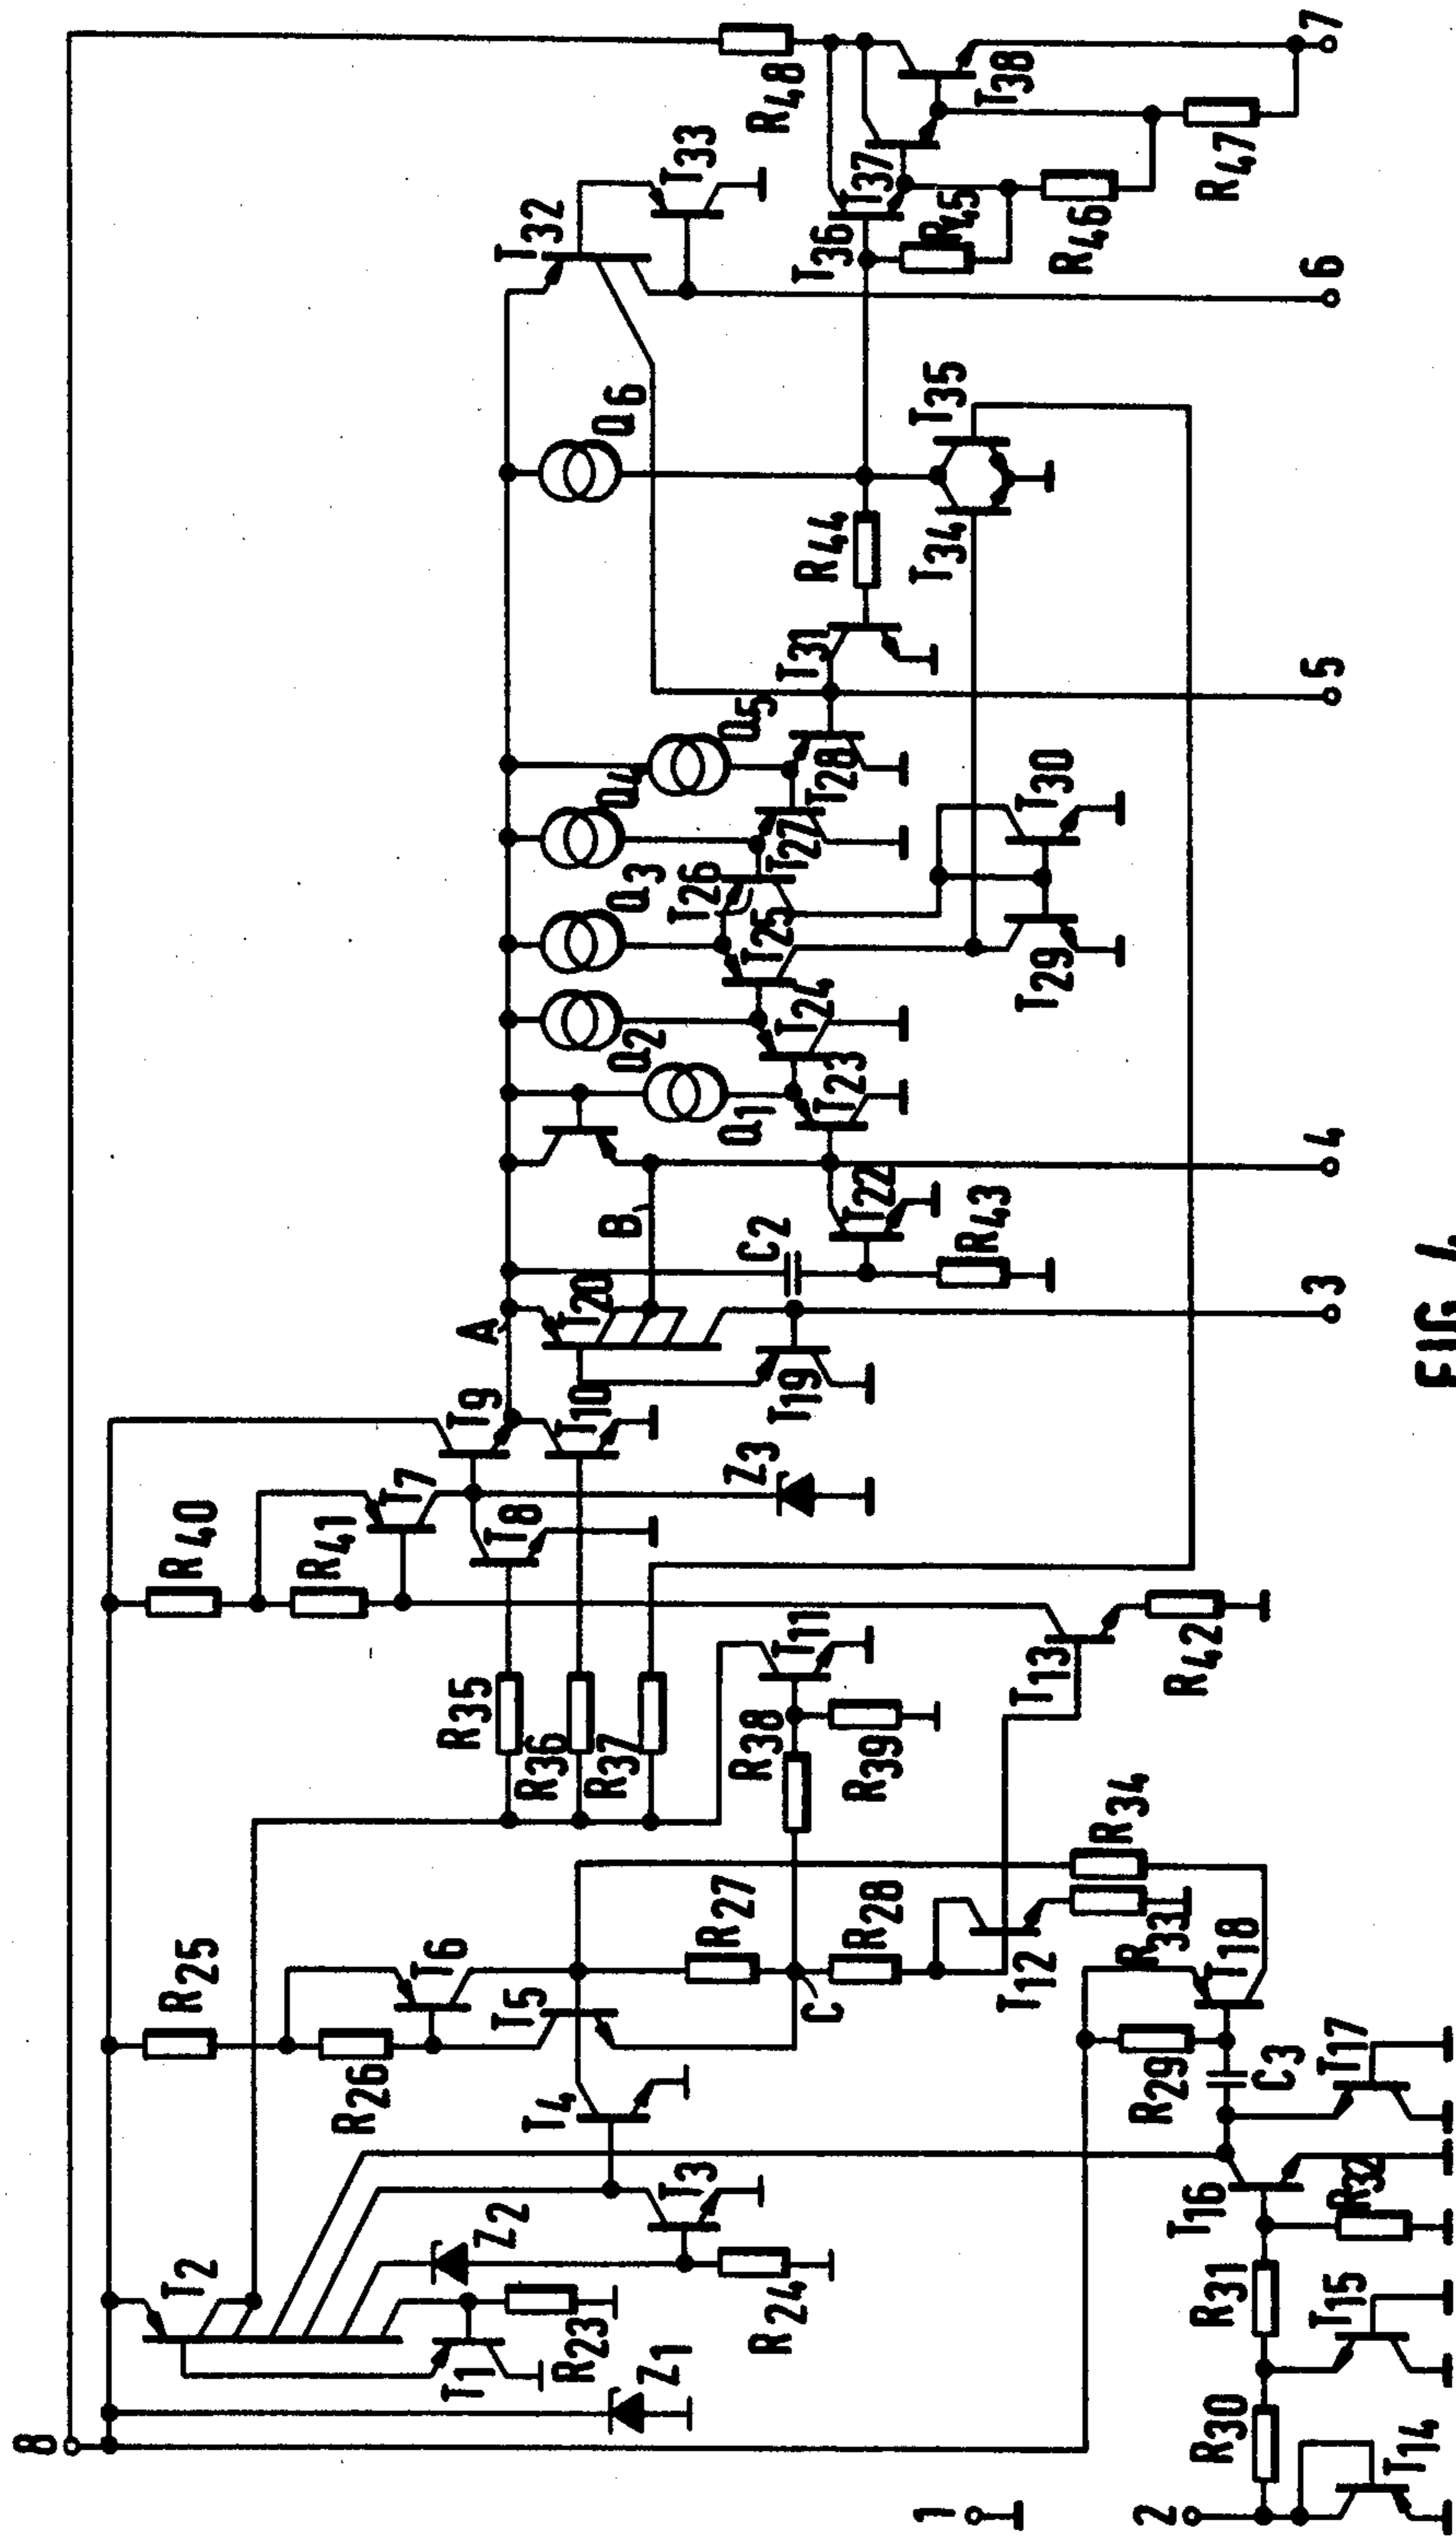 8
T2
R25
R40
T1
Z1
R23
Z2
R24
T3
R26
T6
T5
T4
R27
C
R28
R35
R36
R37
R38
R39
T11
R41
T7
T8
T9
T10
Z3
A
T20
T19
B
C2
T22
R43
Q1
Q2
Q3
Q4
Q5
Q6
T23
T24
T25
T26
T27
T28
T29
T30
T31
R44
T32
T33
T34
T35
T36
T37
T38
R45
R46
R47
R48
T12
R33
R34
T13
R42
1
2
R30
T14
T15
R31
T16
R32
R29
C3
T17
T18
3
4
5
6
7
FIG. 4